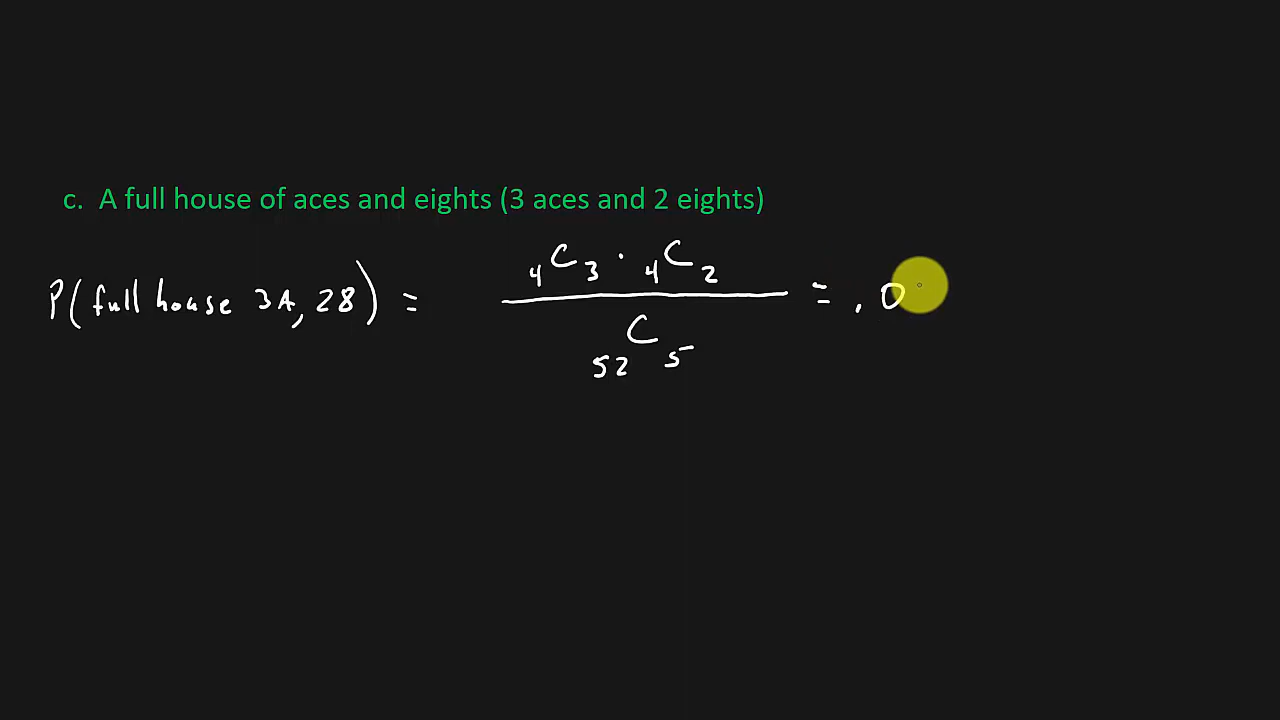 c. A full house of aces and eights (3 aces and 2 eights)
P(full house 3A, 28) = 4C3 · 4C2 / 52C5 = .0